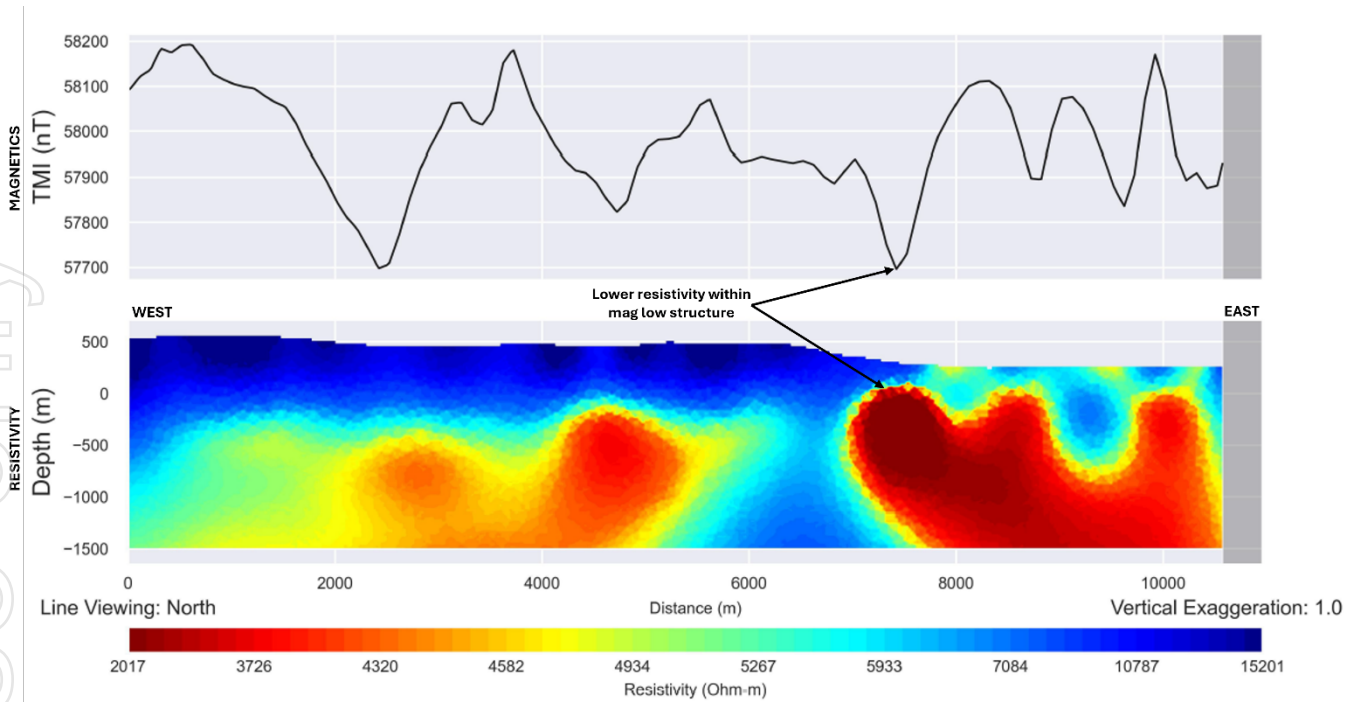 MAGNETICS
TMI (nT)
58200
58100
58000
57900
57800
57700
Lower resistivity within
mag low structure
WEST
EAST
RESISTIVITY
Depth (m)
500
0
−500
−1000
−1500
0 2000 4000 6000 8000 10000
Line Viewing: North
Distance (m)
Vertical Exaggeration: 1.0
2017 3726 4320 4582 4934 5267 5933 7084 10787 15201
Resistivity (Ohm-m)